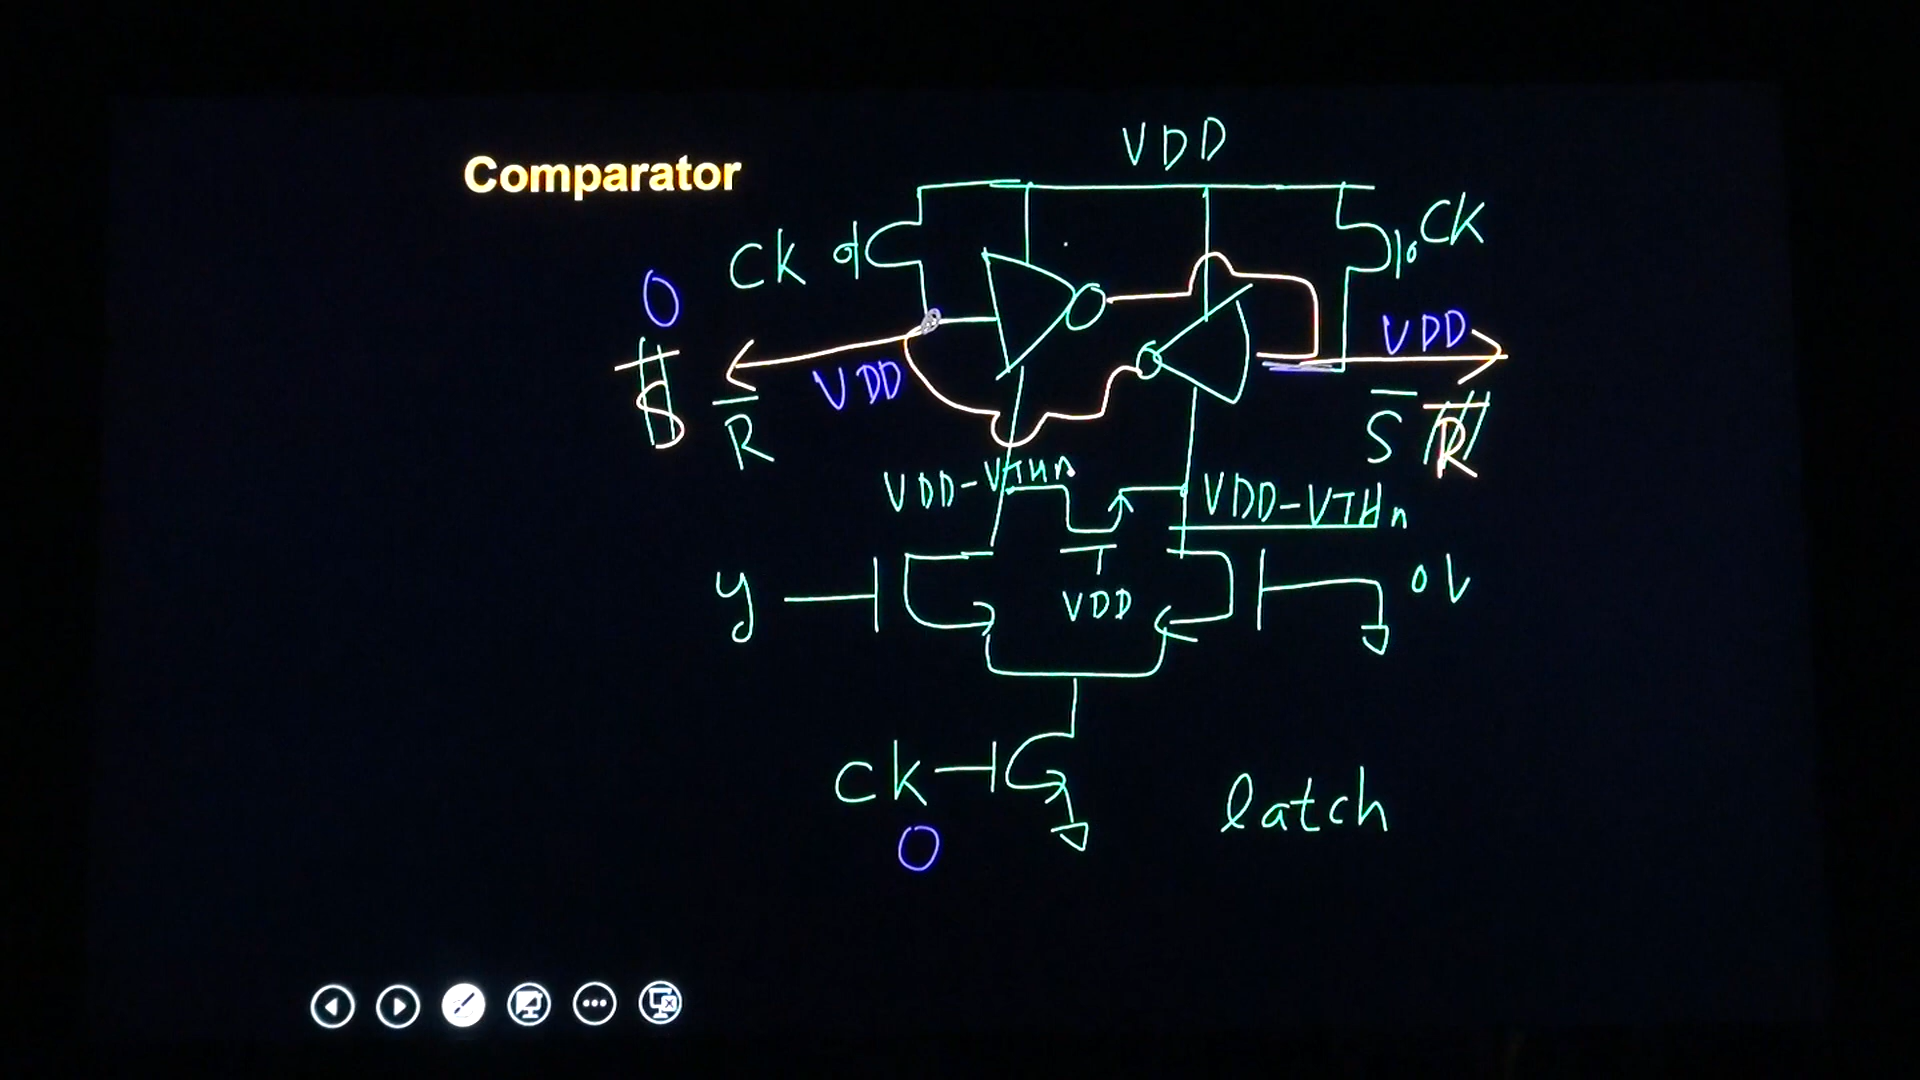 VDD
Comparator
CK
CK
0
VDD
VDD
S
R
S
R
VDD-VTHn
VDD-VTHn
y
VDD
0V
CK
latch
0